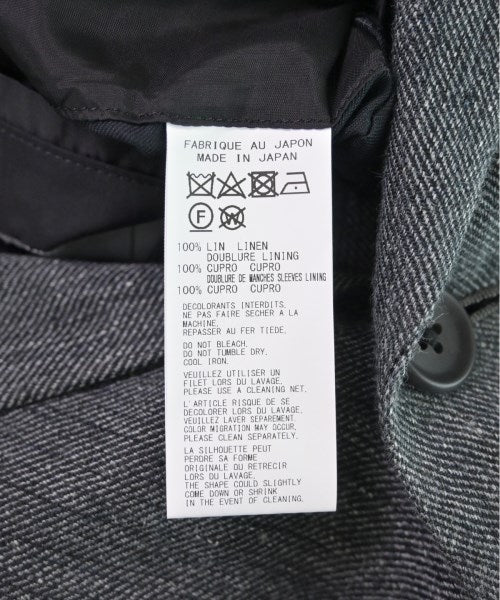 FABRIQUE AU JAPON
MADE IN JAPAN
F
W
100% LIN LINEN
DOUBLURE LINING
100% CUPRO CUPRO
DOUBLURE DE MANCHES SLEEVES LINING
100% CUPRO CUPRO
DECOLORANTS INTERDITS.
NE PAS FAIRE SECHER A LA
MACHINE.
REPASSER AU FER TIEDE.
DO NOT BLEACH.
DO NOT TUMBLE DRY.
COOL IRON.
VEUILLEZ UTILISER UN
FILET LORS DU LAVAGE.
PLEASE USE A CLEANING NET.
L'ARTICLE RISQUE DE SE
DECOLORER LORS DU LAVAGE.
VEUILLEZ LAVER SEPAREMENT.
COLOR MIGRATION MAY OCCUR,
PLEASE CLEAN SEPARATELY.
LA SILHOUETTE PEUT
PERDRE SA FORME
ORIGINALE OU RETRECIR
LORS DU LAVAGE.
THE SHAPE COULD SLIGHTLY
COME DOWN OR SHRINK
IN THE EVENT OF CLEANING.